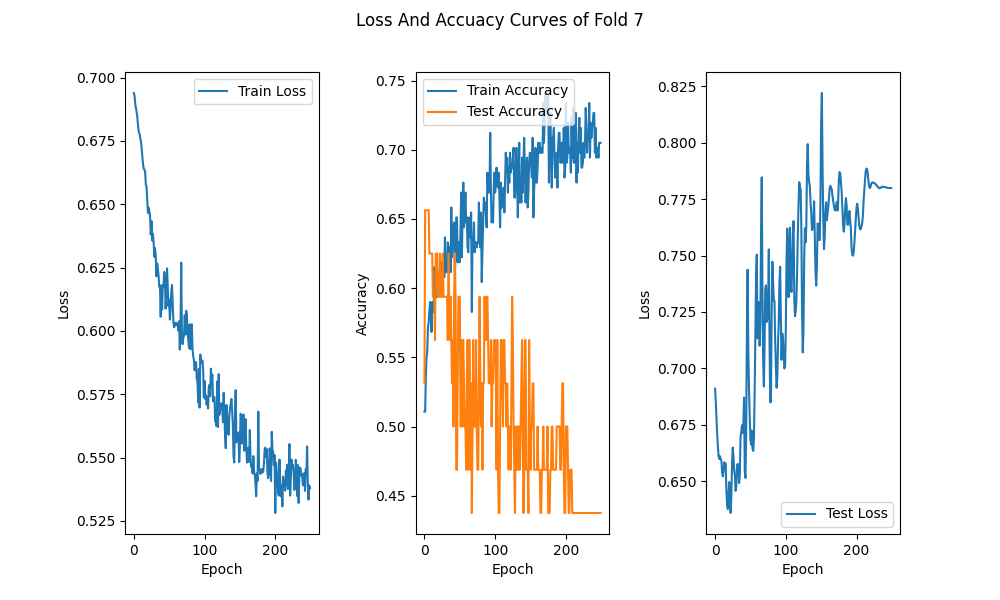 Loss And Accuacy Curves of Fold 7
0.700
0.675
0.650
0.625
0.600
0.575
0.550
0.525
Loss
0
100
200
Epoch
Train Loss
0.75
0.70
0.65
0.60
0.55
0.50
0.45
Accuracy
0
100
200
Epoch
Train Accuracy
Test Accuracy
0.825
0.800
0.775
0.750
0.725
0.700
0.675
0.650
Loss
0
100
200
Epoch
Test Loss